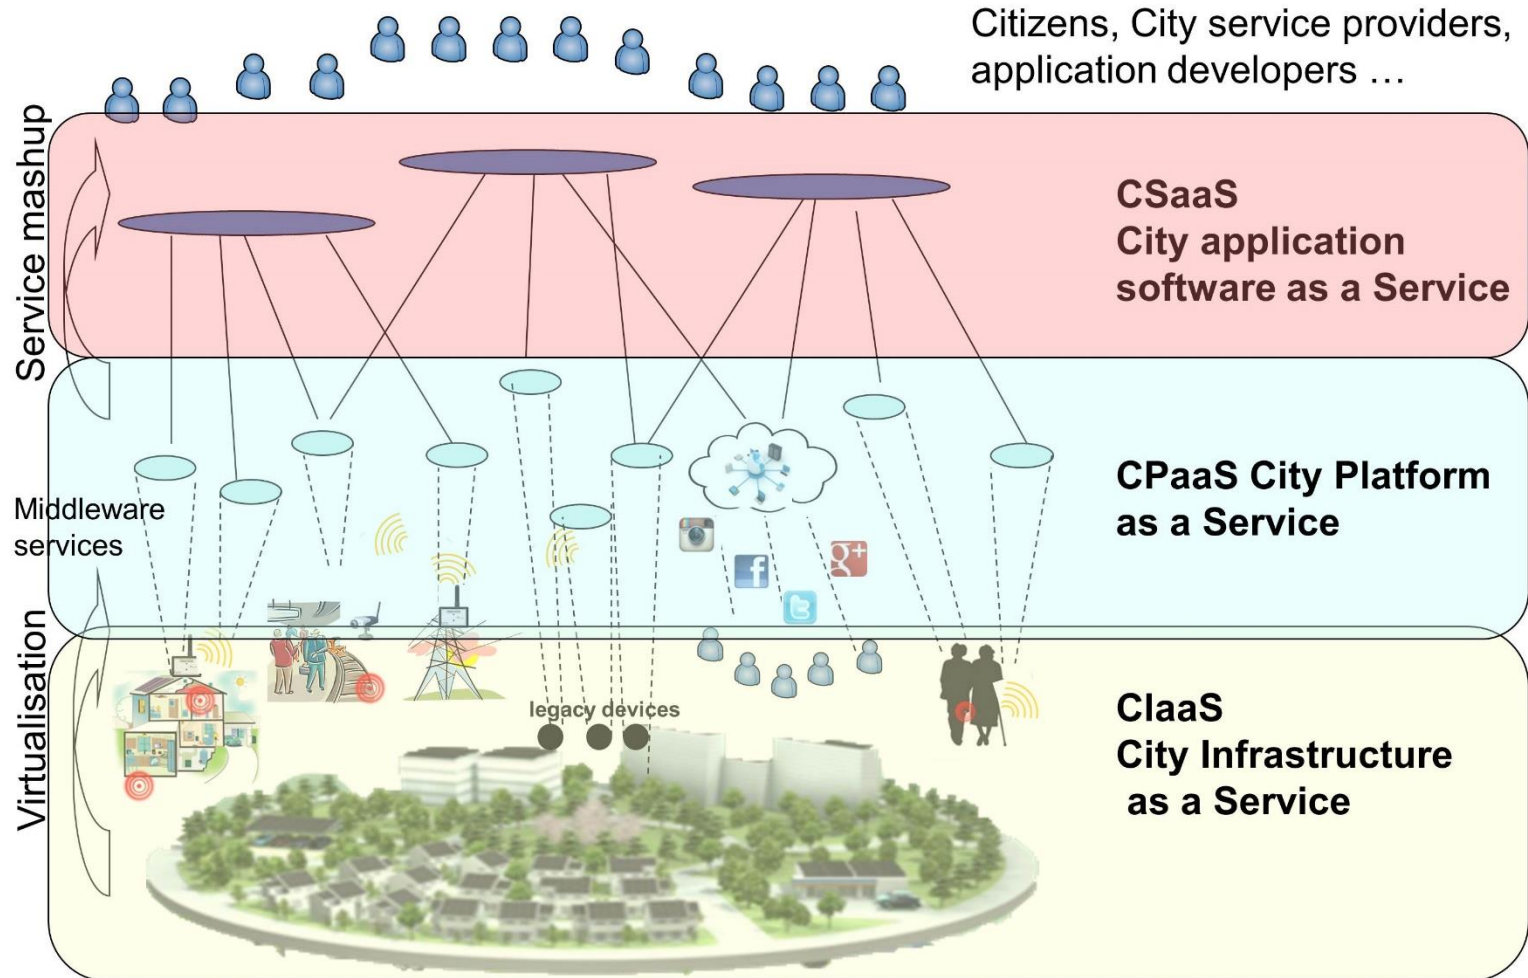 Citizens, City service providers,
application developers …
Service mashup
CSaaS
City application
software as a Service
CPaaS City Platform
as a Service
Middleware
services
f
g+
Virtualisation
legacy devices
CIaaS
City Infrastructure
as a Service